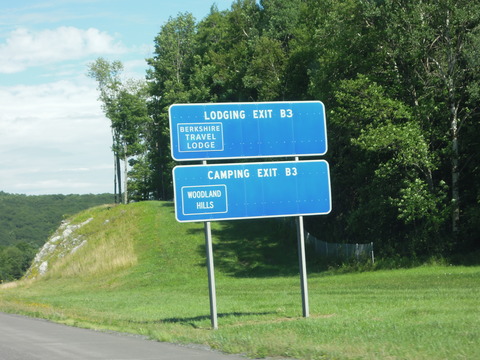 LODGING EXIT B3
BERKSHIRE
TRAVEL
LODGE
CAMPING EXIT B3
WOODLAND
HILLS